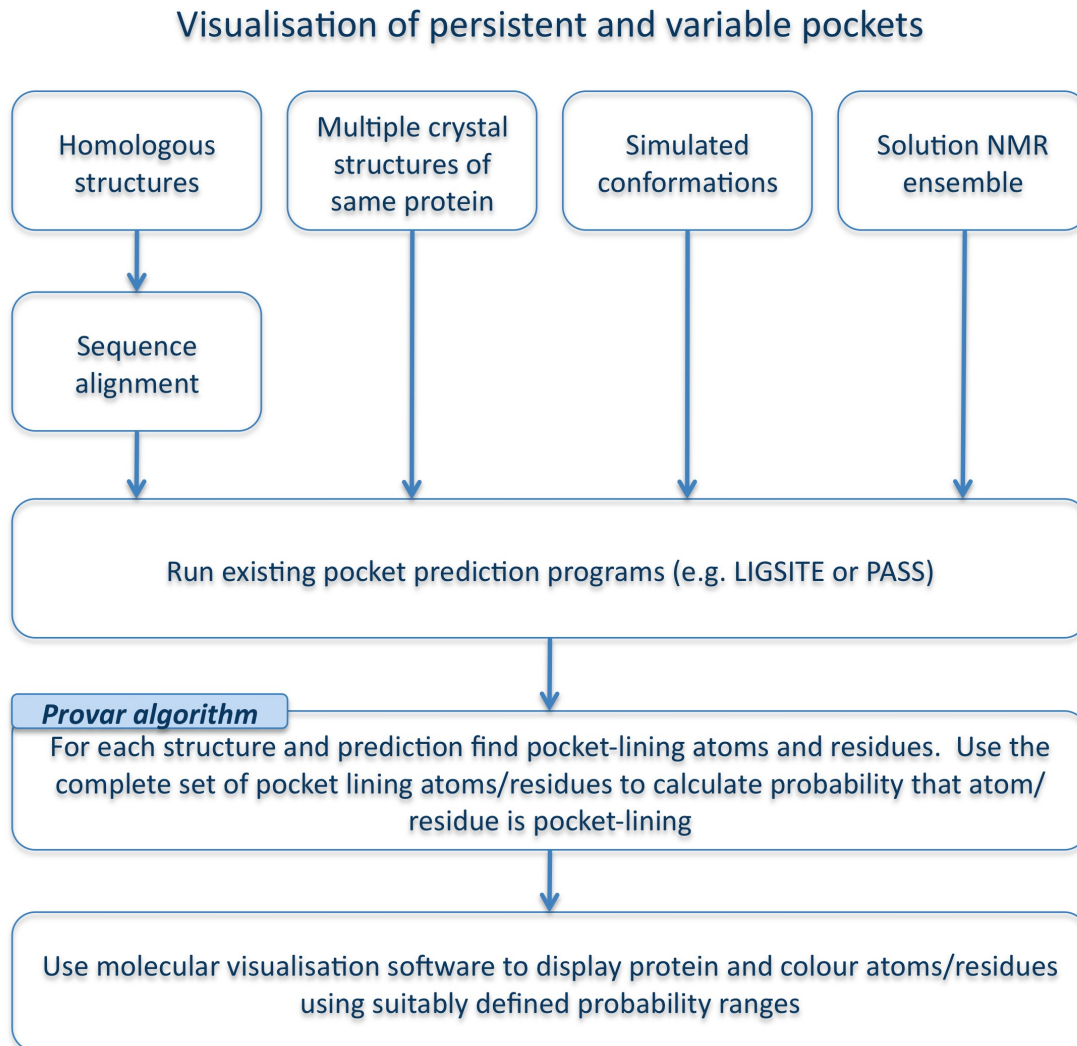 Visualisation of persistent and variable pockets
Homologous
structures
Multiple crystal
structures of
same protein
Simulated
conformations
Solution NMR
ensemble
Sequence
alignment
Run existing pocket prediction programs (e.g. LIGSITE or PASS)
Provar algorithm
For each structure and prediction find pocket-lining atoms and residues.  Use the
complete set of pocket lining atoms/residues to calculate probability that atom/
residue is pocket-lining
Use molecular visualisation software to display protein and colour atoms/residues
using suitably defined probability ranges